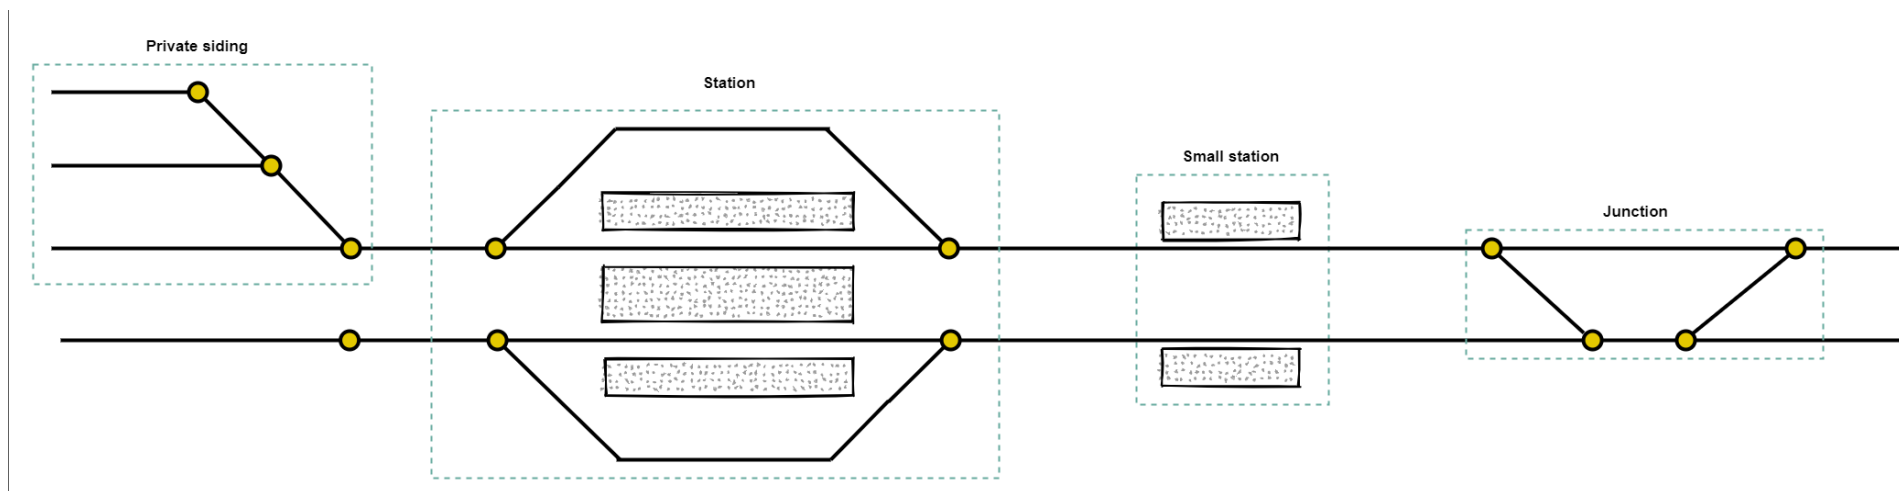 Private siding
Station
Small station
Junction